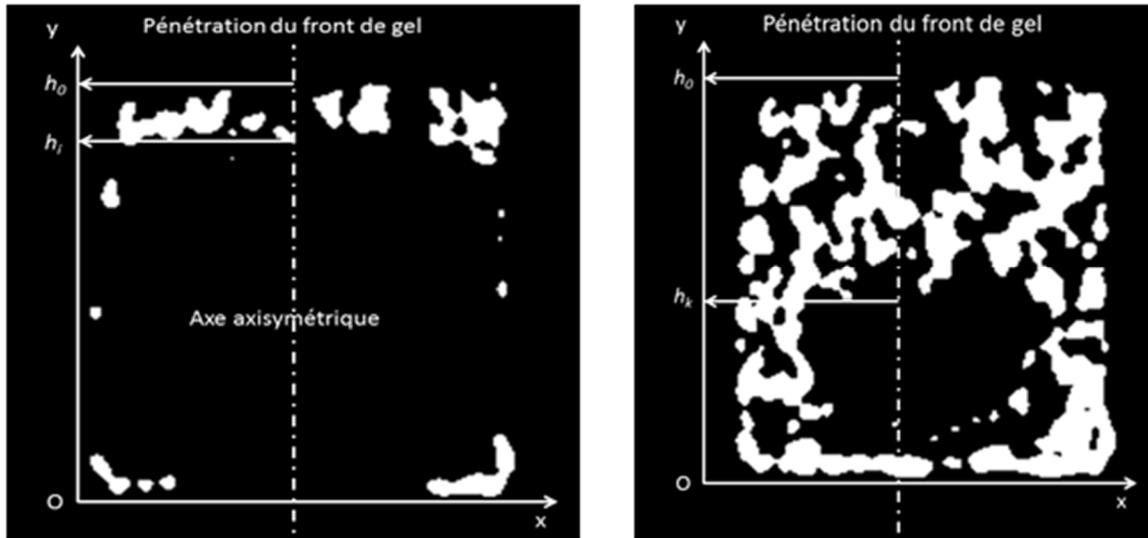 Pénétration du front de gel
y
h₀
hᵢ
Axe axisymétrique
O
x
Pénétration du front de gel
y
h₀
hₖ
O
x